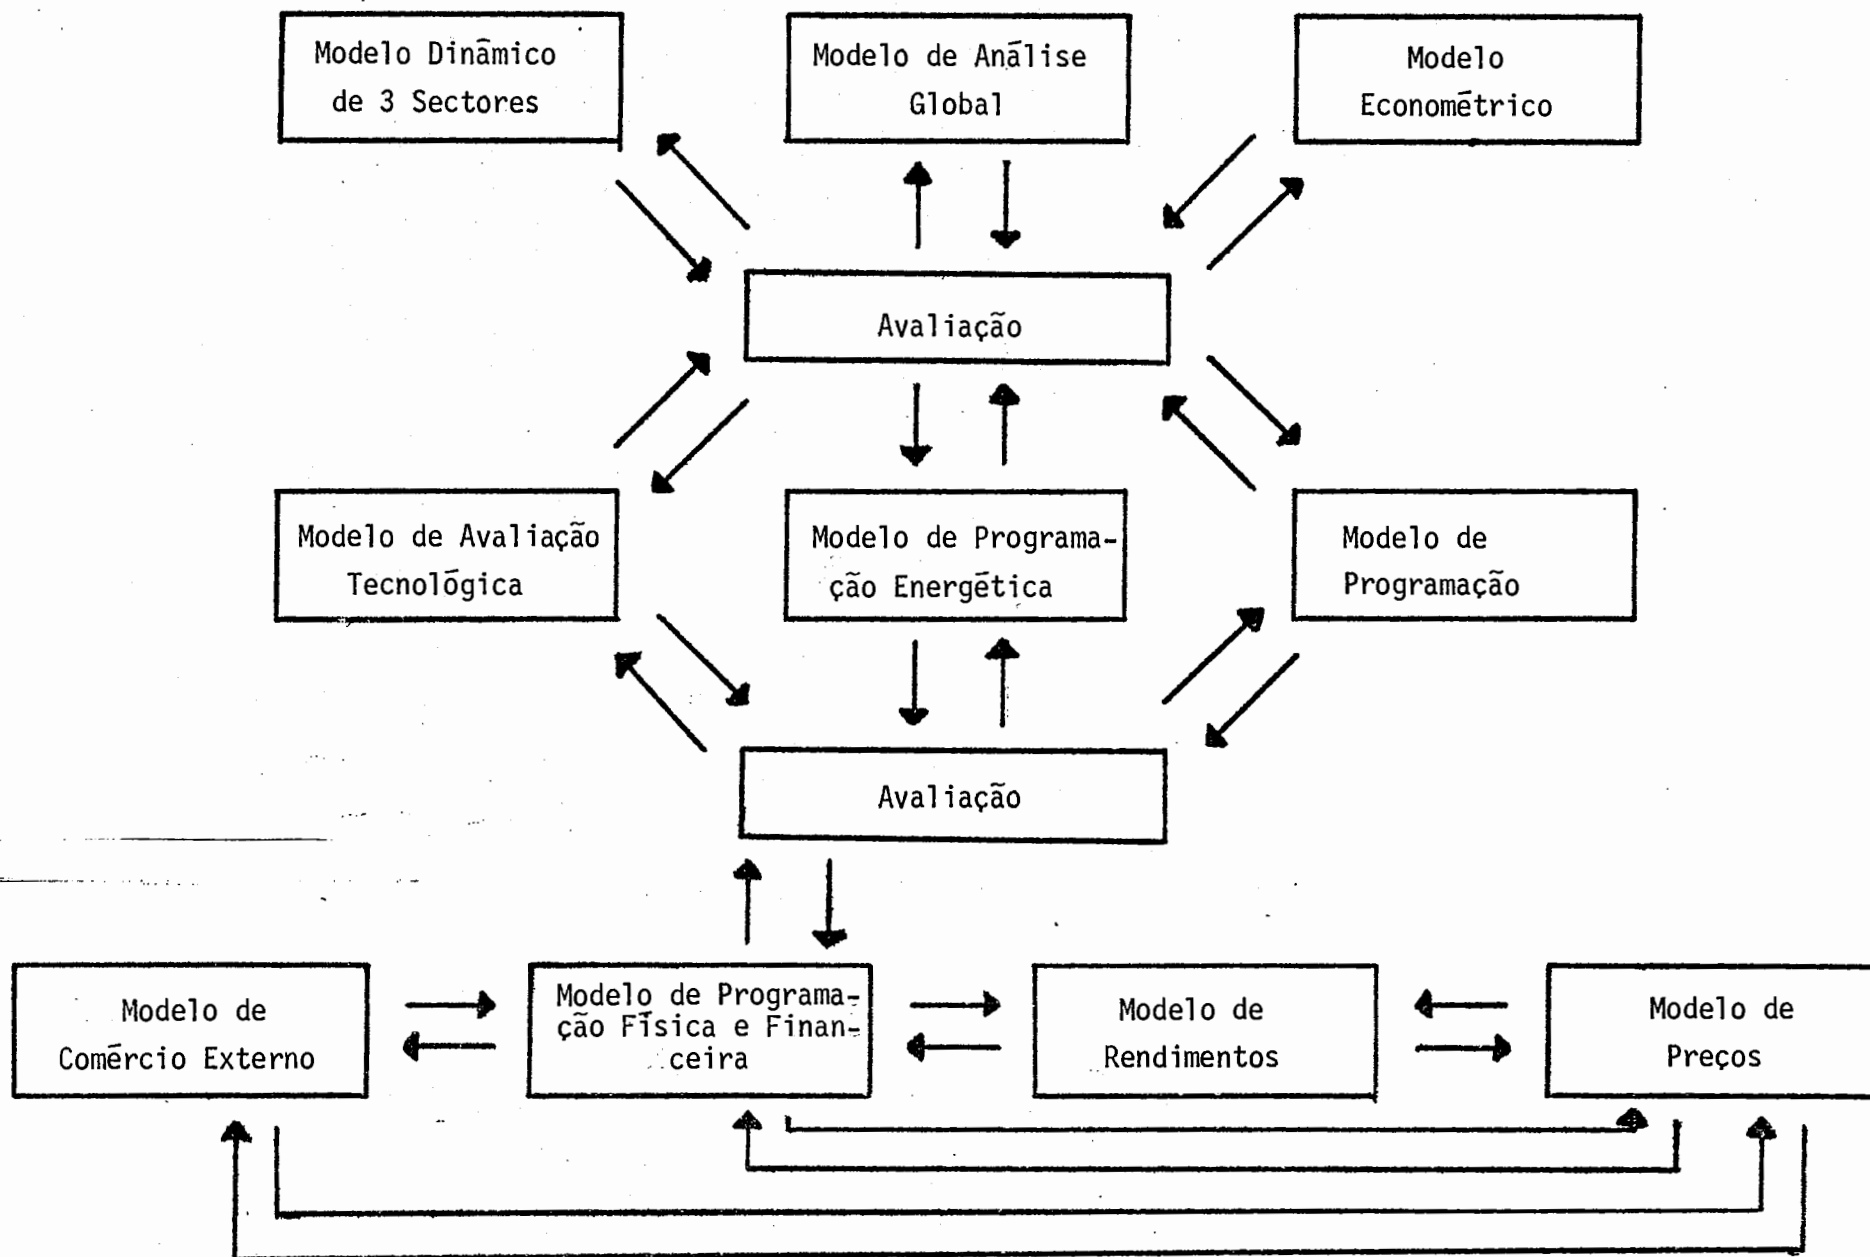 Modelo Dinâmico
de 3 Sectores
Modelo de Análise
Global
Modelo
Econométrico
Avaliação
Modelo de Avaliação
Tecnológica
Modelo de Programa-
ção Energética
Modelo de
Programação
Avaliação
Modelo de
Comércio Externo
Modelo de Programa-
ção Física e Finan-
ceira
Modelo de
Rendimentos
Modelo de
Preços